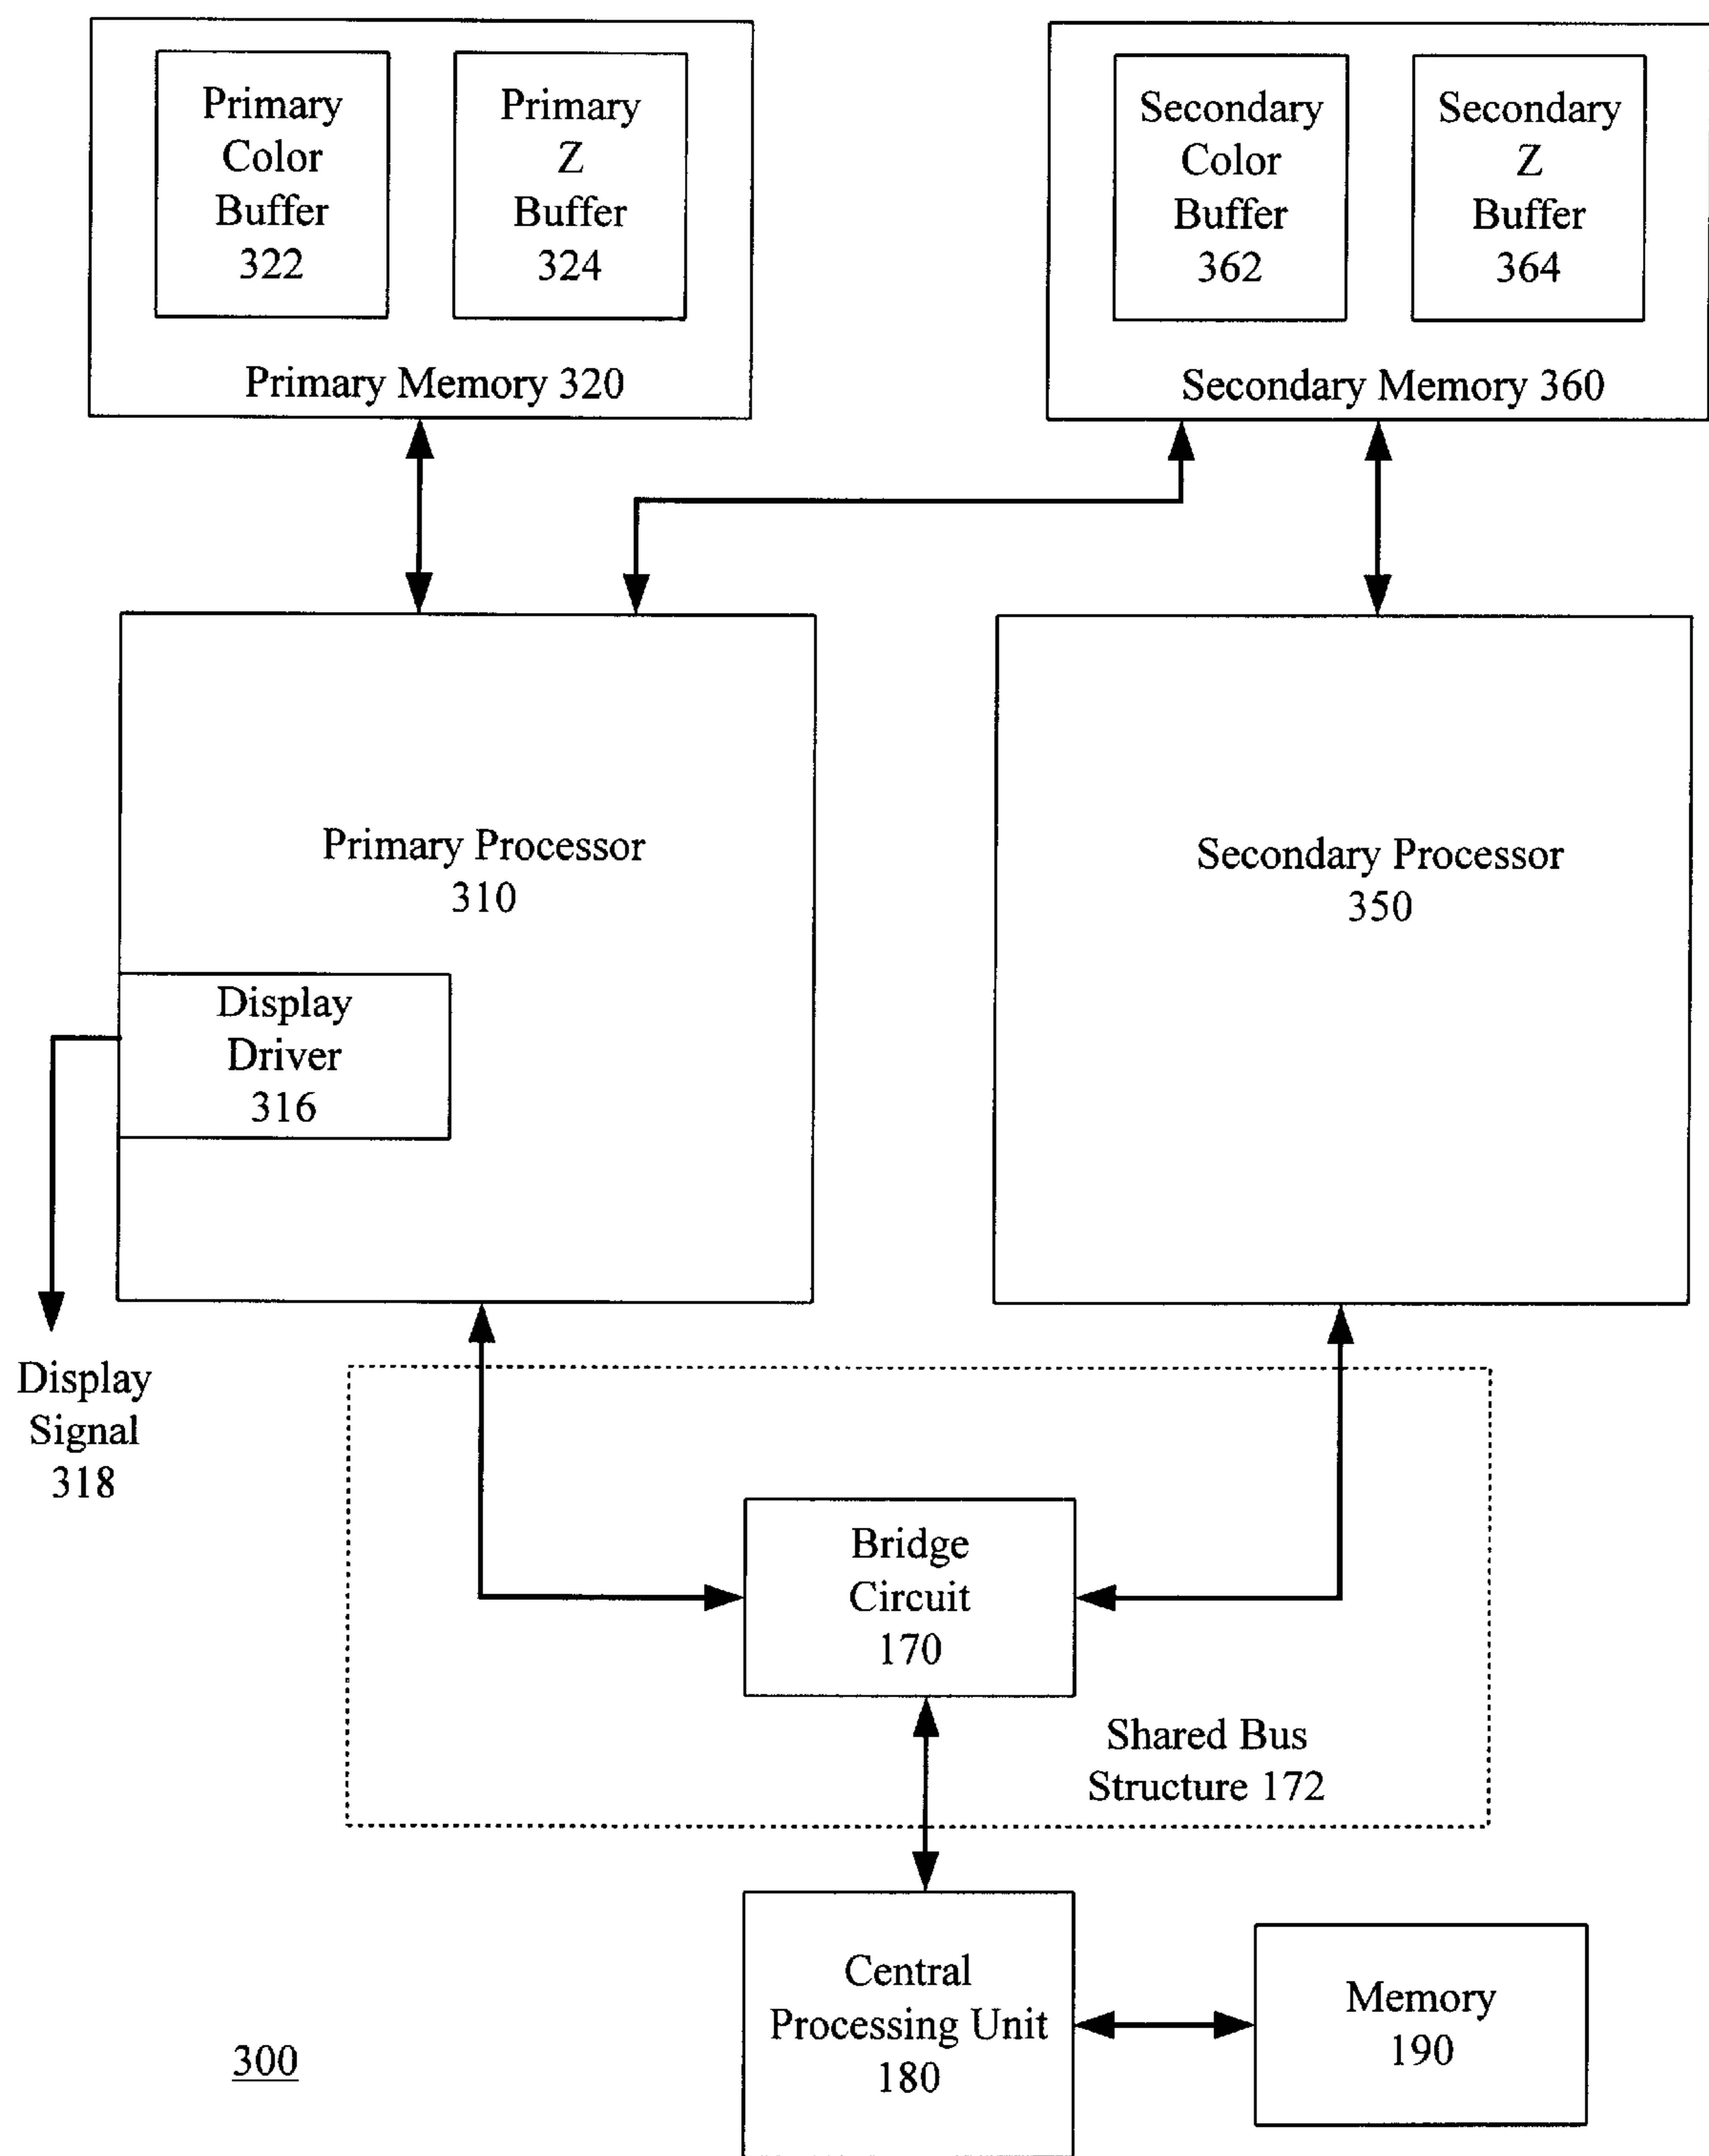 Primary
Color
Buffer
322
Primary
Z
Buffer
324
Primary Memory 320
Secondary
Color
Buffer
362
Secondary
Z
Buffer
364
Secondary Memory 360
Primary Processor
310
Secondary Processor
350
Display
Driver
316
Display
Signal
318
Bridge
Circuit
170
Shared Bus
Structure 172
Central
Processing Unit
180
Memory
190
300